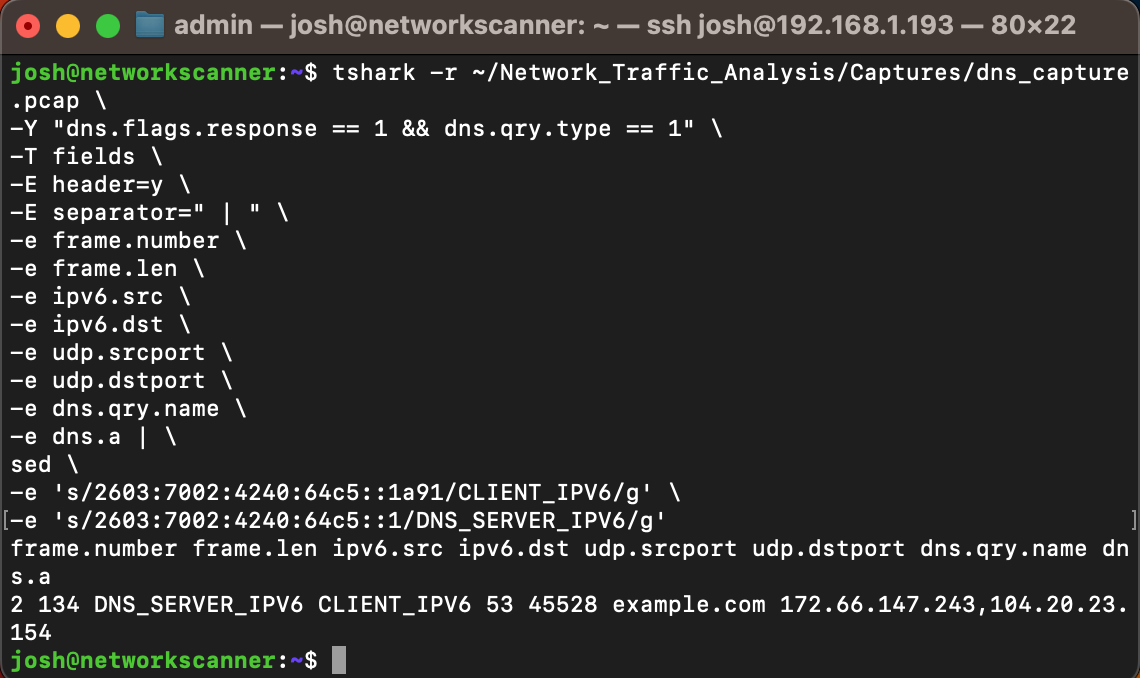 admin — josh@networkscanner: ~ — ssh josh@192.168.1.193 — 80×22
josh@networkscanner:~$ tshark -r ~/Network_Traffic_Analysis/Captures/dns_capture
.pcap \
-Y "dns.flags.response == 1 && dns.qry.type == 1" \
-T fields \
-E header=y \
-E separator=" | " \
-e frame.number \
-e frame.len \
-e ipv6.src \
-e ipv6.dst \
-e udp.srcport \
-e udp.dstport \
-e dns.qry.name \
-e dns.a | \
sed \
-e 's/2603:7002:4240:64c5::1a91/CLIENT_IPV6/g' \
[-e 's/2603:7002:4240:64c5::1/DNS_SERVER_IPV6/g' ]
frame.number frame.len ipv6.src ipv6.dst udp.srcport udp.dstport dns.qry.name dn
s.a
2 134 DNS_SERVER_IPV6 CLIENT_IPV6 53 45528 example.com 172.66.147.243,104.20.23.
154
josh@networkscanner:~$